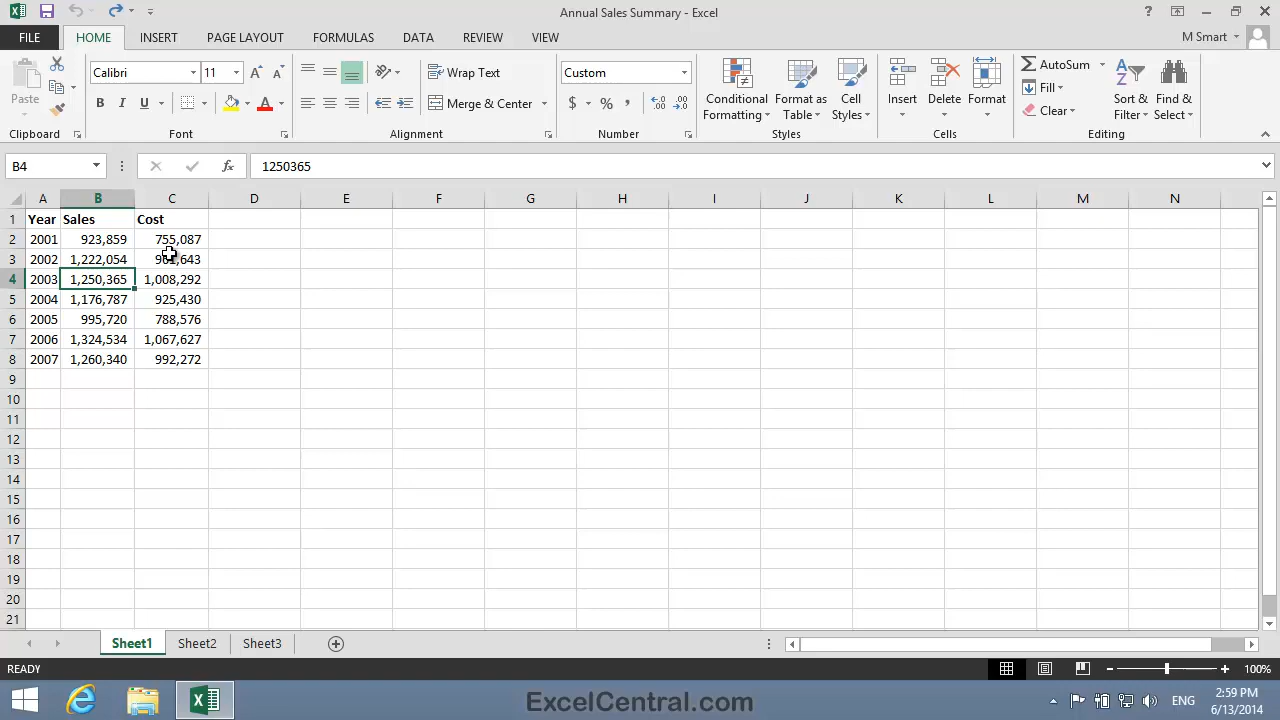 Annual Sales Summary - Excel
FILE HOME INSERT PAGE LAYOUT FORMULAS DATA REVIEW VIEW M Smart
Paste
Clipboard
Calibri 11
B I U A
Font
Wrap Text
Merge & Center
Alignment
Custom
$ % ,
Number
Conditional Formatting
Format as Table
Cell Styles
Styles
Insert Delete Format
Cells
AutoSum
Fill
Clear
Sort & Filter
Find & Select
Editing
B4 fx 1250365
A B C D E F G H I J K L M N
1 Year Sales Cost
2 2001 923,859 755,087
3 2002 1,222,054
4 2003 1,250,365 1,008,292
5 2004 1,176,787 925,430
6 2005 995,720 788,576
7 2006 1,324,534 1,067,627
8 2007 1,260,340 992,272
9
10
11
12
13
14
15
16
17
18
19
20
21
Sheet1 Sheet2 Sheet3
READY 100%
ExcelCentral.com
ENG
2:59 PM
6/13/2014